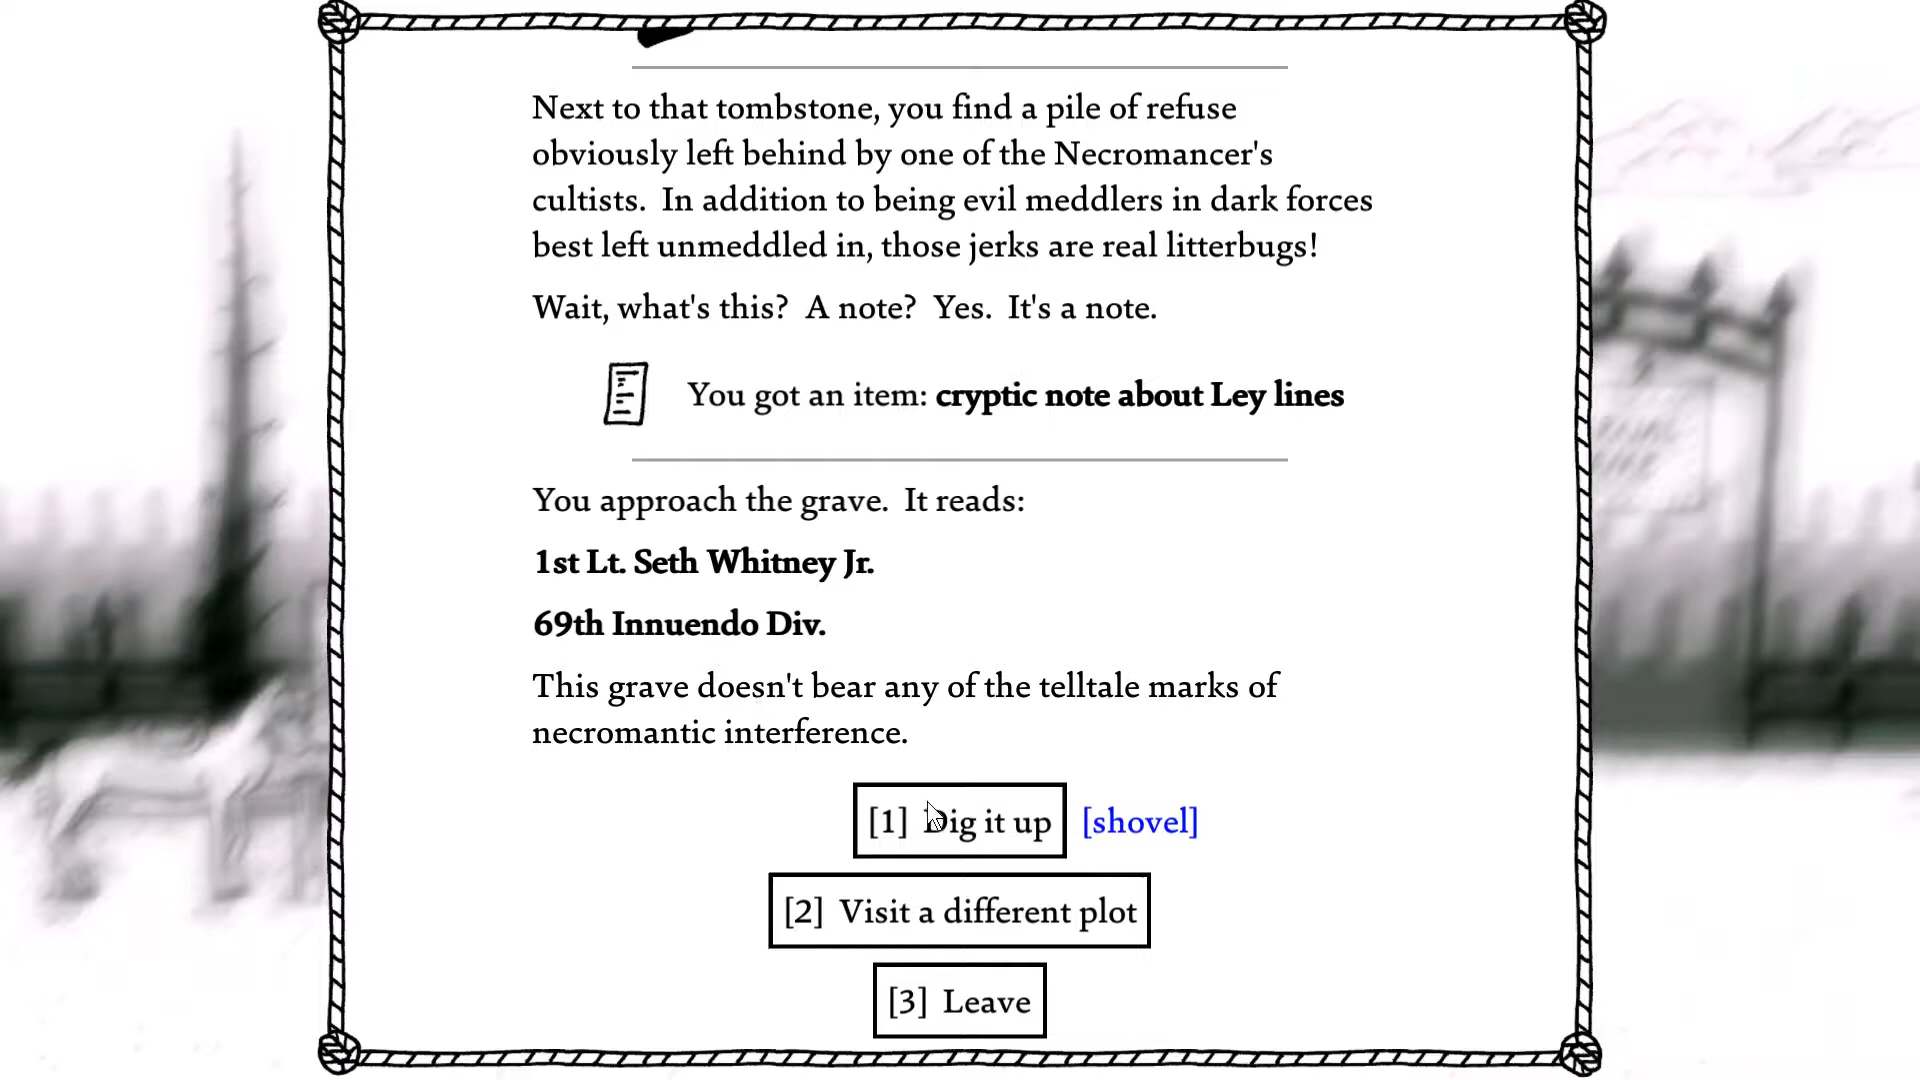 Next to that tombstone, you find a pile of refuse
obviously left behind by one of the Necromancer's
cultists.  In addition to being evil meddlers in dark forces
best left unmeddled in, those jerks are real litterbugs!
Wait, what's this?  A note?  Yes.  It's a note.
You got an item: cryptic note about Ley lines
You approach the grave.  It reads:
1st Lt. Seth Whitney Jr.
69th Innuendo Div.
This grave doesn't bear any of the telltale marks of
necromantic interference.
[1]  Dig it up [shovel]
[2]  Visit a different plot
[3]  Leave